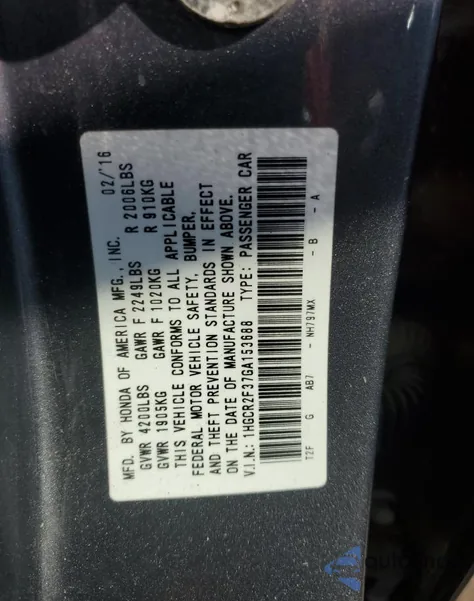 MFD. BY HONDA OF AMERICA MFG., INC. 02/'16
GVWR 4200LBS GAWR F 2249LBS R 2006LBS
GVWR 1905KG GAWR F 1020KG R 910KG
THIS VEHICLE CONFORMS TO ALL APPLICABLE
FEDERAL MOTOR VEHICLE SAFETY, BUMPER,
AND THEFT PREVENTION STANDARDS IN EFFECT
ON THE DATE OF MANUFACTURE SHOWN ABOVE.
V.I.N.: 1HGCR2F37GA153688 TYPE: PASSENGER CAR
T2F G AB7 - NH797MX - B - A